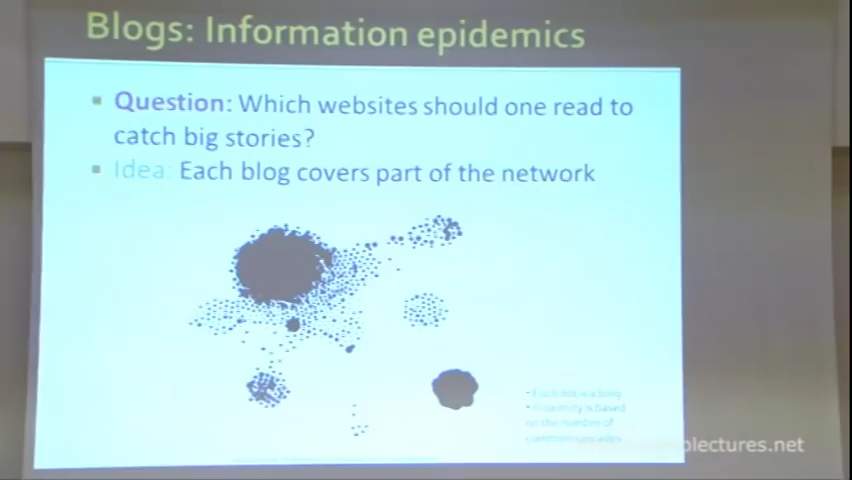 Blogs: Information epidemics
▪ Question: Which websites should one read to
catch big stories?
▪ Idea: Each blog covers part of the network
• Each dot is a blog
• Proximity is based
on the number of
common cascades
lectures.net